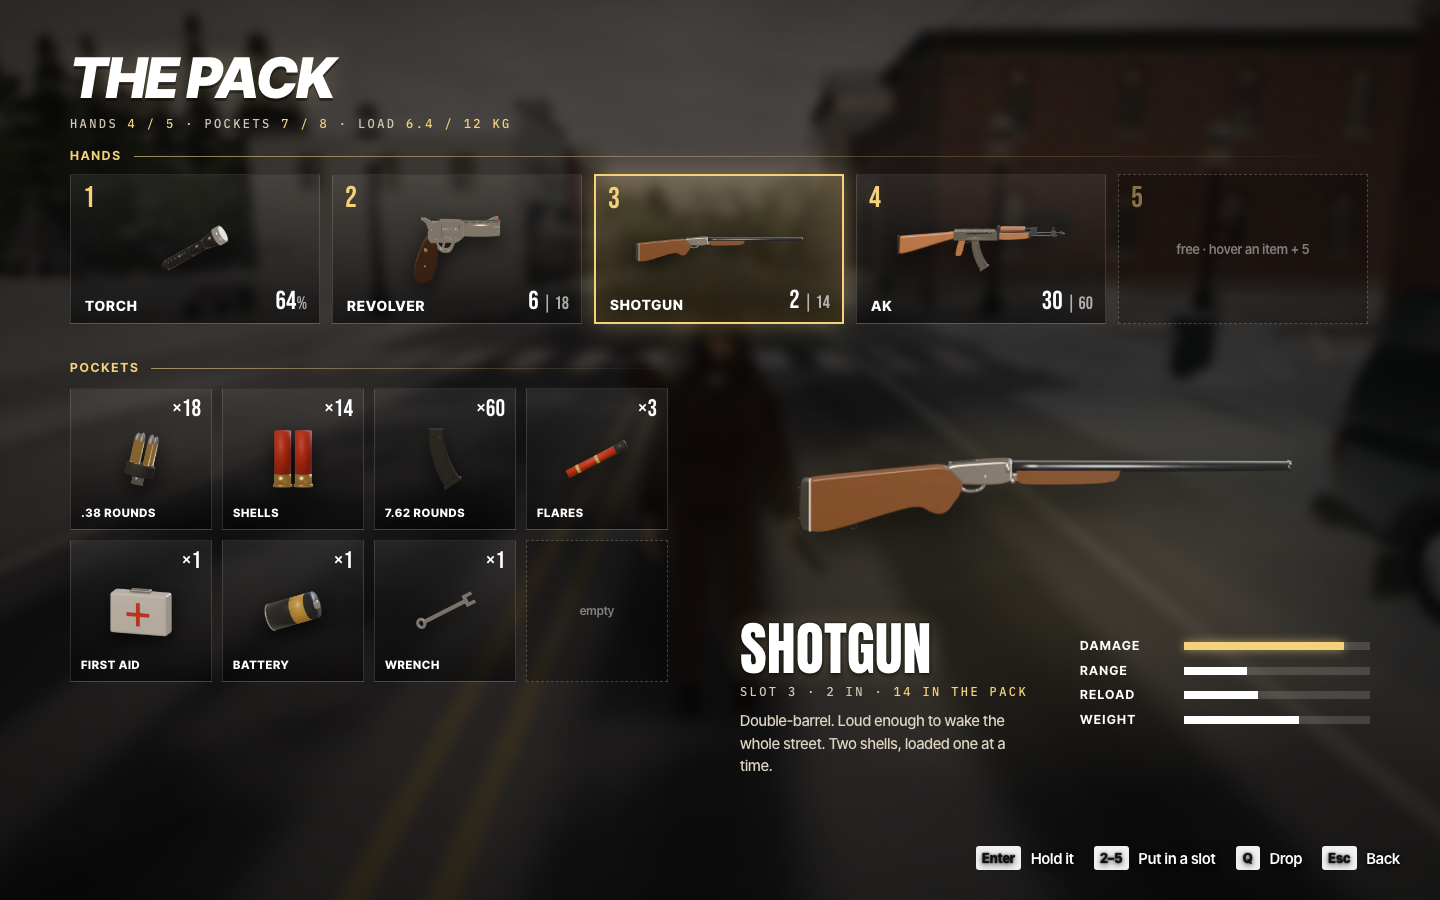 THE PACK
HANDS 4 / 5 · POCKETS 7 / 8 · LOAD 6.4 / 12 KG
HANDS
1
TORCH
64%
2
REVOLVER
6 | 18
3
SHOTGUN
2 | 14
4
AK
30 | 60
5
free · hover an item + 5
POCKETS
×18
.38 ROUNDS
×14
SHELLS
×60
7.62 ROUNDS
×3
FLARES
×1
FIRST AID
×1
BATTERY
×1
WRENCH
empty
SHOTGUN
SLOT 3 · 2 IN · 14 IN THE PACK
Double-barrel. Loud enough to wake the
whole street. Two shells, loaded one at a
time.
DAMAGE
RANGE
RELOAD
WEIGHT
Enter Hold it 2–5 Put in a slot Q Drop Esc Back